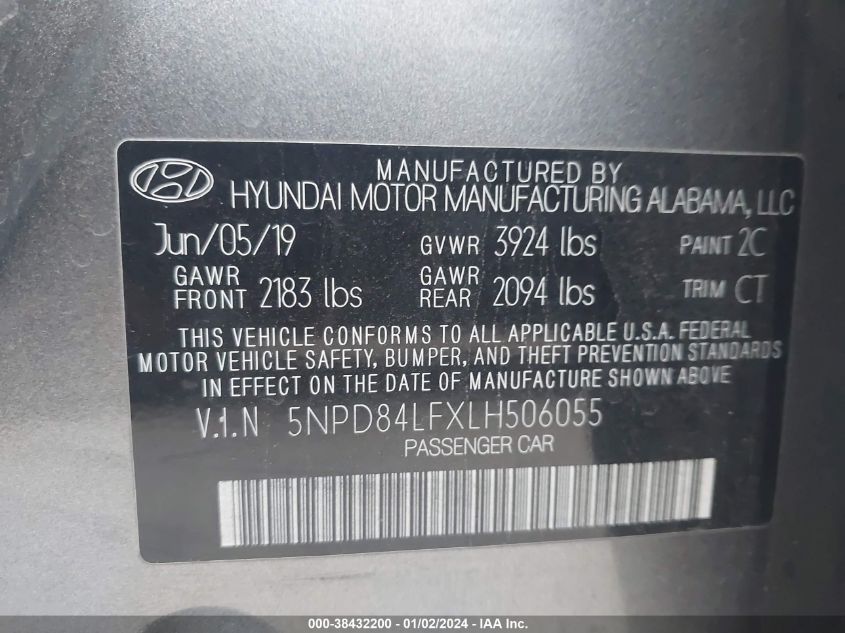 MANUFACTURED BY
HYUNDAI MOTOR MANUFACTURING ALABAMA, LLC
Jun/05/19 GVWR 3924 lbs PAINT 2C
GAWR FRONT 2183 lbs GAWR REAR 2094 lbs TRIM CT
THIS VEHICLE CONFORMS TO ALL APPLICABLE U.S.A. FEDERAL
MOTOR VEHICLE SAFETY, BUMPER, AND THEFT PREVENTION STANDARDS
IN EFFECT ON THE DATE OF MANUFACTURE SHOWN ABOVE
V.I.N 5NPD84LFXLH506055
PASSENGER CAR
000-38432200 - 01/02/2024 - IAA Inc.